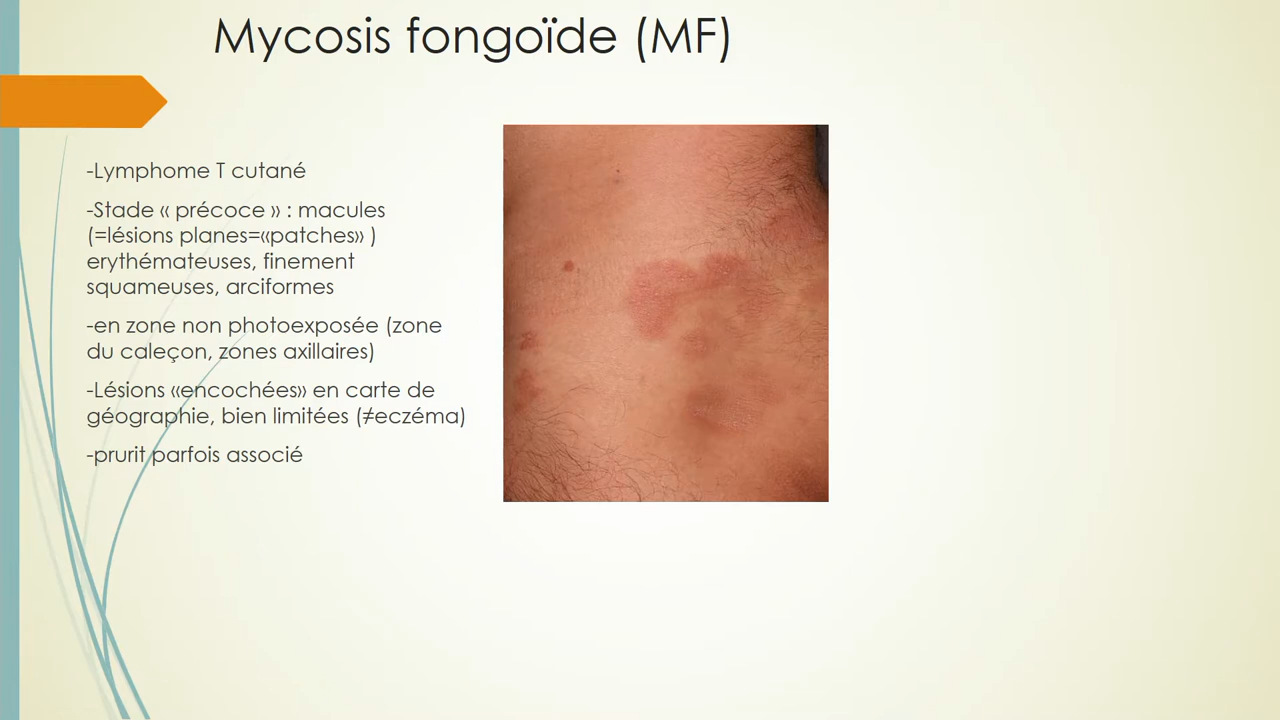 Mycosis fongoïde (MF)
-Lymphome T cutané
-Stade « précoce » : macules
(=lésions planes=«patches» )
erythémateuses, finement
squameuses, arciformes
-en zone non photoexposée (zone
du caleçon, zones axillaires)
-Lésions «encochées» en carte de
géographie, bien limitées (≠eczéma)
-prurit parfois associé